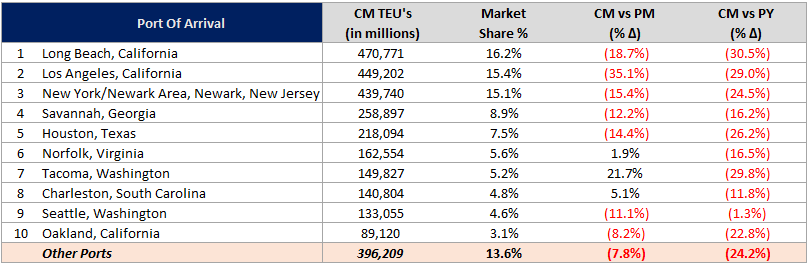 Port Of Arrival CM TEU's (in millions) Market Share % CM vs PM (% Δ) CM vs PY (% Δ)
1 Long Beach, California 470,771 16.2% (18.7%) (30.5%)
2 Los Angeles, California 449,202 15.4% (35.1%) (29.0%)
3 New York/Newark Area, Newark, New Jersey 439,740 15.1% (15.4%) (24.5%)
4 Savannah, Georgia 258,897 8.9% (12.2%) (16.2%)
5 Houston, Texas 218,094 7.5% (14.4%) (26.2%)
6 Norfolk, Virginia 162,554 5.6% 1.9% (16.5%)
7 Tacoma, Washington 149,827 5.2% 21.7% (29.8%)
8 Charleston, South Carolina 140,804 4.8% 5.1% (11.8%)
9 Seattle, Washington 133,055 4.6% (11.1%) (1.3%)
10 Oakland, California 89,120 3.1% (8.2%) (22.8%)
Other Ports 396,209 13.6% (7.8%) (24.2%)